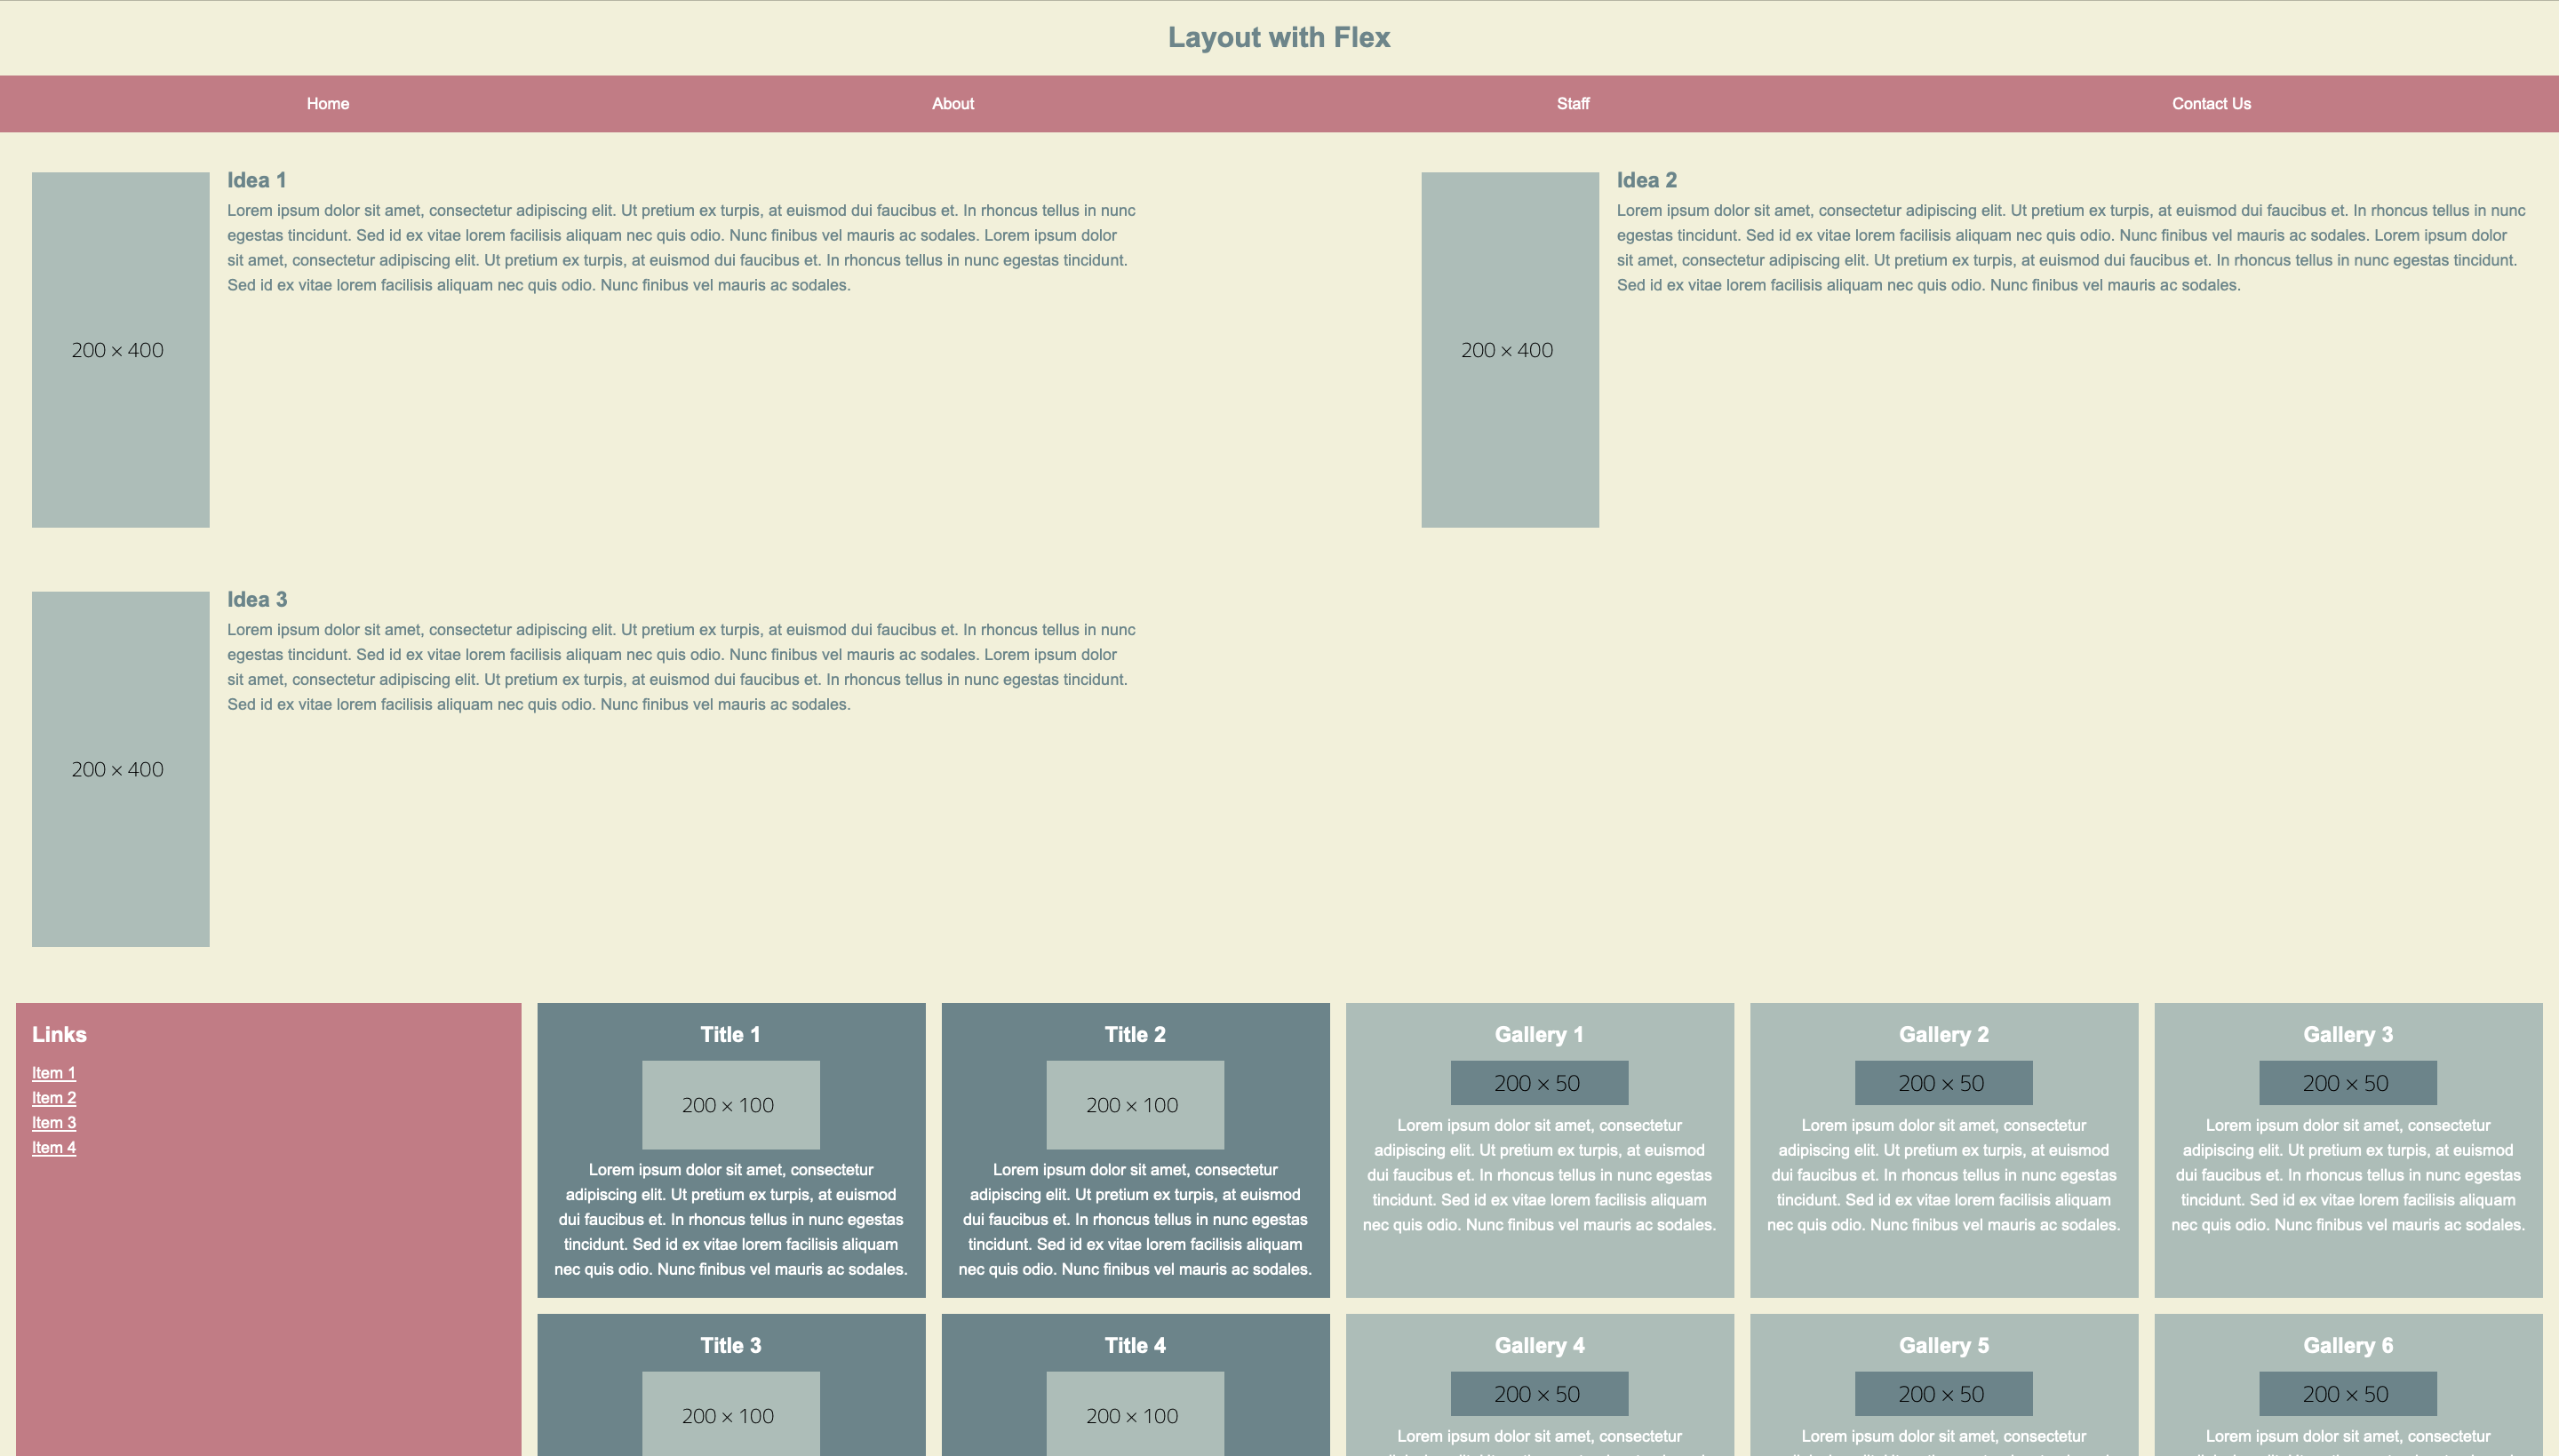 Layout with Flex
Home
About
Staff
Contact Us
Idea 1
Lorem ipsum dolor sit amet, consectetur adipiscing elit. Ut pretium ex turpis, at euismod dui faucibus et. In rhoncus tellus in nunc
egestas tincidunt. Sed id ex vitae lorem facilisis aliquam nec quis odio. Nunc finibus vel mauris ac sodales. Lorem ipsum dolor
sit amet, consectetur adipiscing elit. Ut pretium ex turpis, at euismod dui faucibus et. In rhoncus tellus in nunc egestas tincidunt.
Sed id ex vitae lorem facilisis aliquam nec quis odio. Nunc finibus vel mauris ac sodales.
200 × 400
Idea 2
Lorem ipsum dolor sit amet, consectetur adipiscing elit. Ut pretium ex turpis, at euismod dui faucibus et. In rhoncus tellus in nunc
egestas tincidunt. Sed id ex vitae lorem facilisis aliquam nec quis odio. Nunc finibus vel mauris ac sodales. Lorem ipsum dolor
sit amet, consectetur adipiscing elit. Ut pretium ex turpis, at euismod dui faucibus et. In rhoncus tellus in nunc egestas tincidunt.
Sed id ex vitae lorem facilisis aliquam nec quis odio. Nunc finibus vel mauris ac sodales.
200 × 400
Idea 3
Lorem ipsum dolor sit amet, consectetur adipiscing elit. Ut pretium ex turpis, at euismod dui faucibus et. In rhoncus tellus in nunc
egestas tincidunt. Sed id ex vitae lorem facilisis aliquam nec quis odio. Nunc finibus vel mauris ac sodales. Lorem ipsum dolor
sit amet, consectetur adipiscing elit. Ut pretium ex turpis, at euismod dui faucibus et. In rhoncus tellus in nunc egestas tincidunt.
Sed id ex vitae lorem facilisis aliquam nec quis odio. Nunc finibus vel mauris ac sodales.
200 × 400
Links
Item 1
Item 2
Item 3
Item 4
Title 1
200 × 100
Lorem ipsum dolor sit amet, consectetur
adipiscing elit. Ut pretium ex turpis, at euismod
dui faucibus et. In rhoncus tellus in nunc egestas
tincidunt. Sed id ex vitae lorem facilisis aliquam
nec quis odio. Nunc finibus vel mauris ac sodales.
Title 2
200 × 100
Lorem ipsum dolor sit amet, consectetur
adipiscing elit. Ut pretium ex turpis, at euismod
dui faucibus et. In rhoncus tellus in nunc egestas
tincidunt. Sed id ex vitae lorem facilisis aliquam
nec quis odio. Nunc finibus vel mauris ac sodales.
Gallery 1
200 × 50
Lorem ipsum dolor sit amet, consectetur
adipiscing elit. Ut pretium ex turpis, at euismod
dui faucibus et. In rhoncus tellus in nunc egestas
tincidunt. Sed id ex vitae lorem facilisis aliquam
nec quis odio. Nunc finibus vel mauris ac sodales.
Gallery 2
200 × 50
Lorem ipsum dolor sit amet, consectetur
adipiscing elit. Ut pretium ex turpis, at euismod
dui faucibus et. In rhoncus tellus in nunc egestas
tincidunt. Sed id ex vitae lorem facilisis aliquam
nec quis odio. Nunc finibus vel mauris ac sodales.
Gallery 3
200 × 50
Lorem ipsum dolor sit amet, consectetur
adipiscing elit. Ut pretium ex turpis, at euismod
dui faucibus et. In rhoncus tellus in nunc egestas
tincidunt. Sed id ex vitae lorem facilisis aliquam
nec quis odio. Nunc finibus vel mauris ac sodales.
Title 3
200 × 100
Title 4
200 × 100
Gallery 4
200 × 50
Lorem ipsum dolor sit amet, consectetur
Gallery 5
200 × 50
Lorem ipsum dolor sit amet, consectetur
Gallery 6
200 × 50
Lorem ipsum dolor sit amet, consectetur